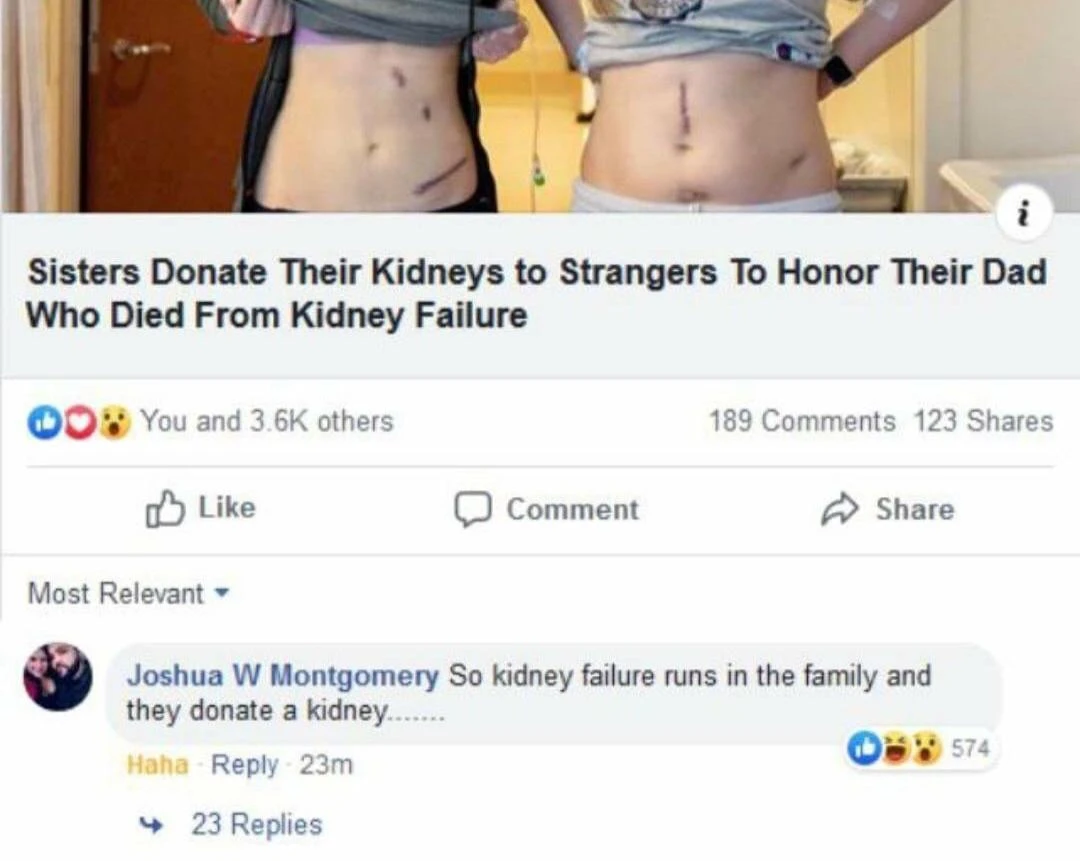 i
Sisters Donate Their Kidneys to Strangers To Honor Their Dad
Who Died From Kidney Failure
You and 3.6K others
189 Comments 123 Shares
Like
Comment
Share
Most Relevant
Joshua W Montgomery So kidney failure runs in the family and
they donate a kidney.......
574
Haha · Reply · 23m
23 Replies